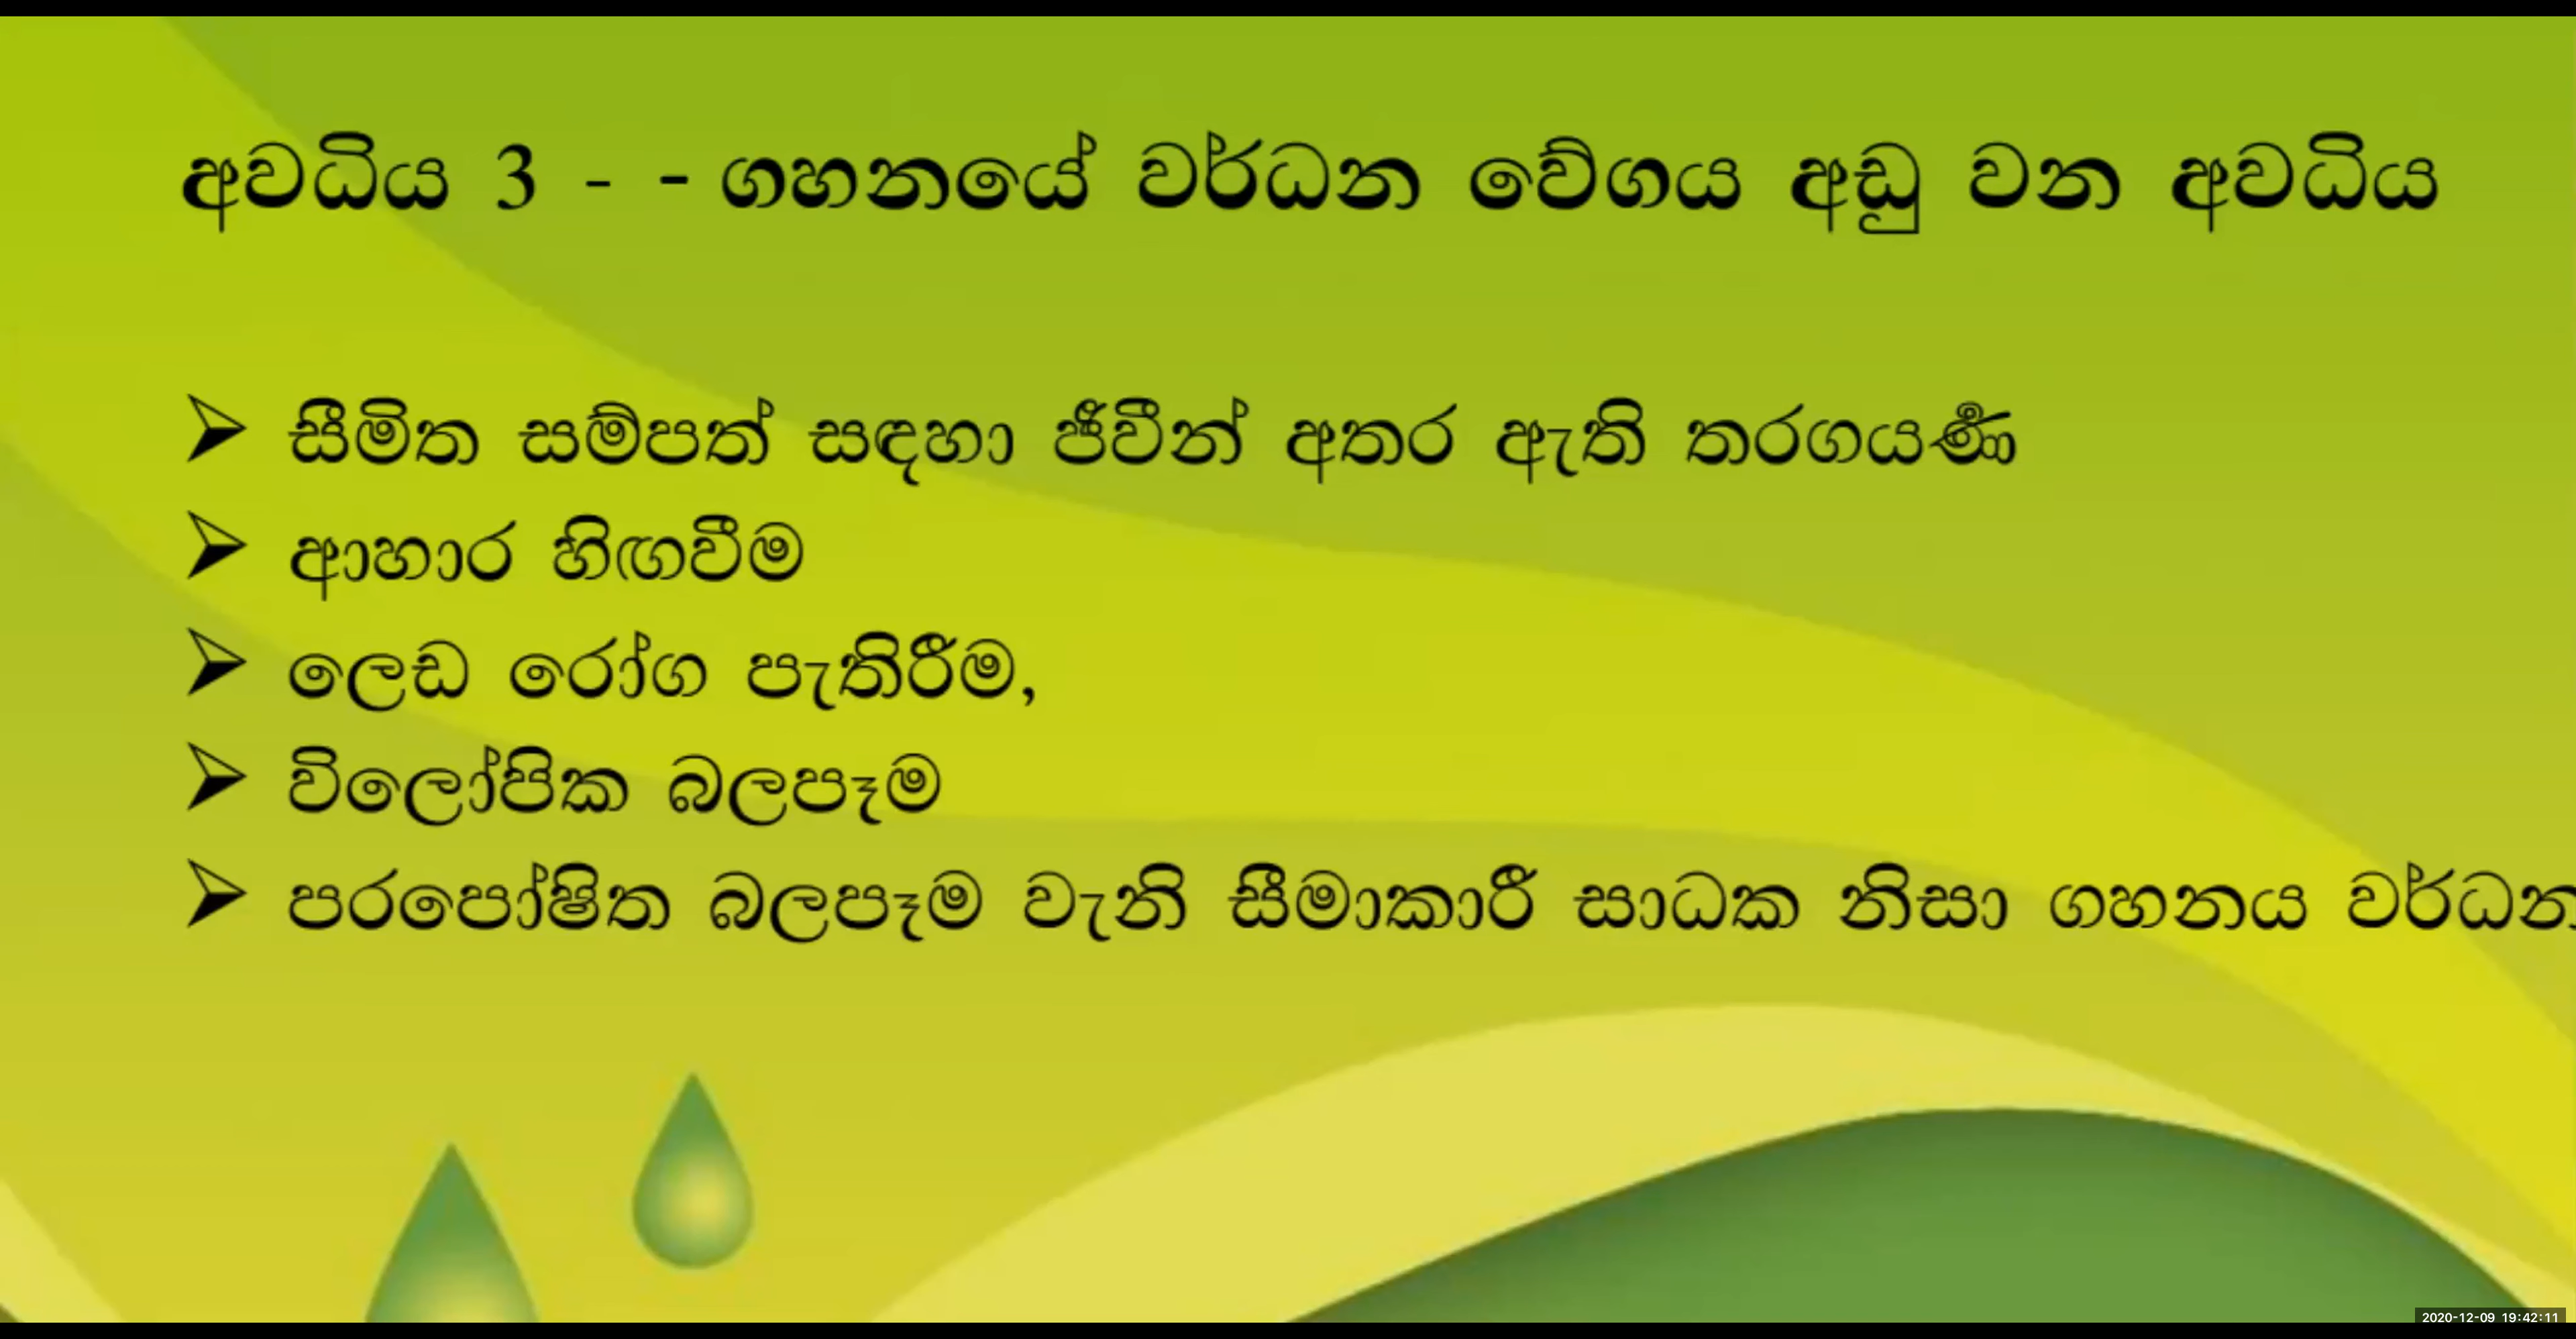 අවධිය 3 - - ගහනයේ වර්ධන වේගය අඩු වන අවධිය
➢ සීමිත සම්පත් සඳහා ජීවීන් අතර ඇති තරගයණී
➢ ආහාර හිඟවීම
➢ ලෙඩ රෝග පැතිරීම,
➢ විලෝපික බලපෑම
➢ පරපෝෂිත බලපෑම වැනි සීමාකාරී සාධක නිසා ගහනය වර්ධන
2020-12-09 19:42:11